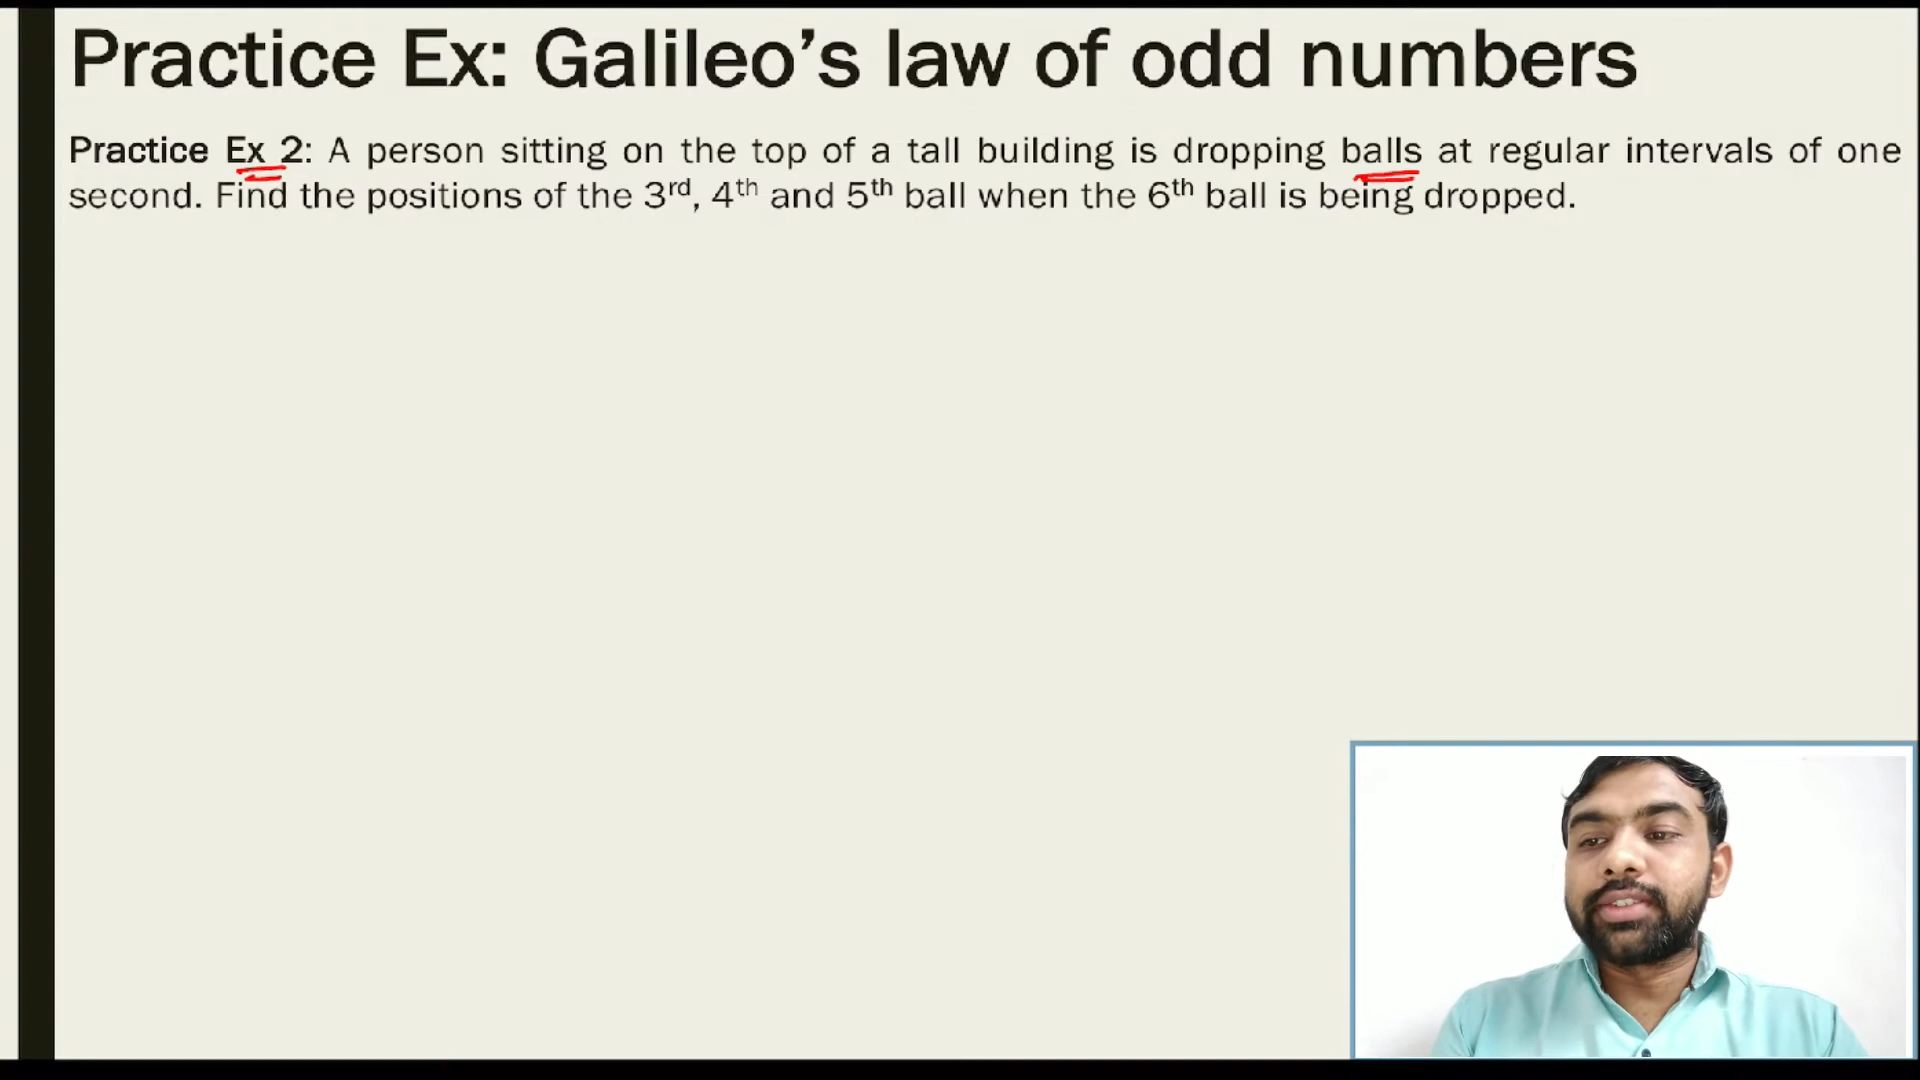 Practice Ex: Galileo’s law of odd numbers
Practice Ex 2: A person sitting on the top of a tall building is dropping balls at regular intervals of one
second. Find the positions of the 3rd, 4th and 5th ball when the 6th ball is being dropped.